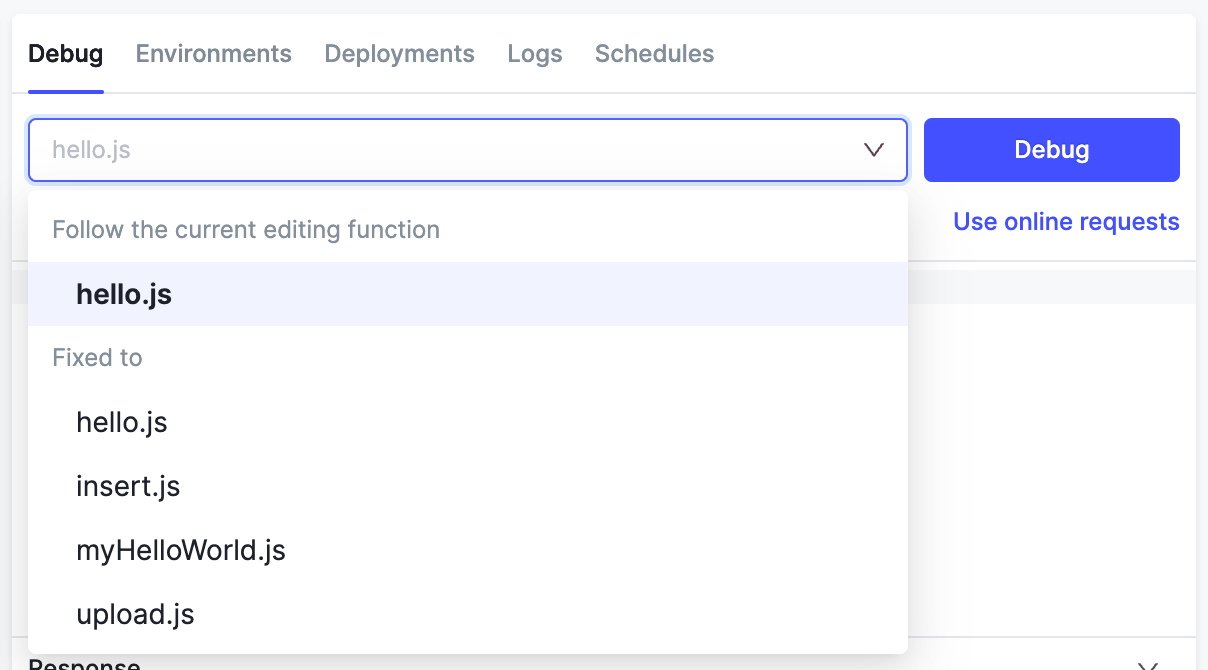 Debug Environments Deployments Logs Schedules
hello.js Debug
Use online requests
Follow the current editing function
hello.js
Fixed to
hello.js
insert.js
myHelloWorld.js
upload.js
Response